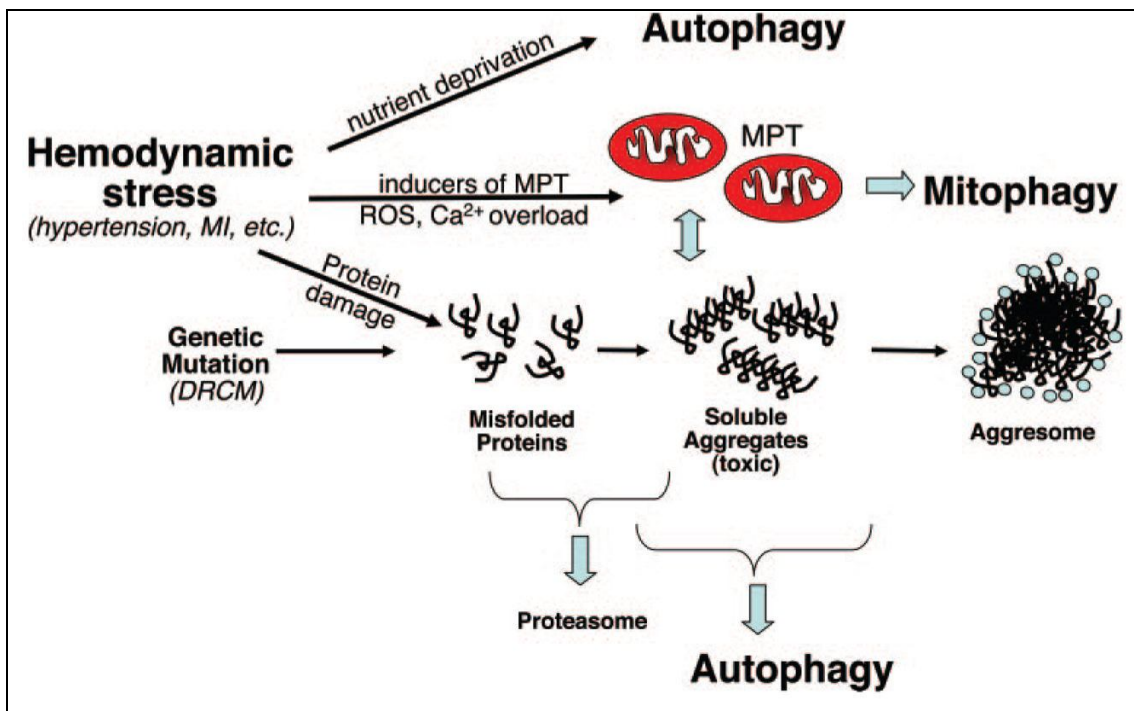 Autophagy
nutrient deprivation
Hemodynamic
stress
(hypertension, MI, etc.)
inducers of MPT
ROS, Ca²⁺ overload
MPT
Mitophagy
Protein
damage
Genetic
Mutation
(DRCM)
Misfolded
Proteins
Soluble
Aggregates
(toxic)
Aggresome
Proteasome
Autophagy